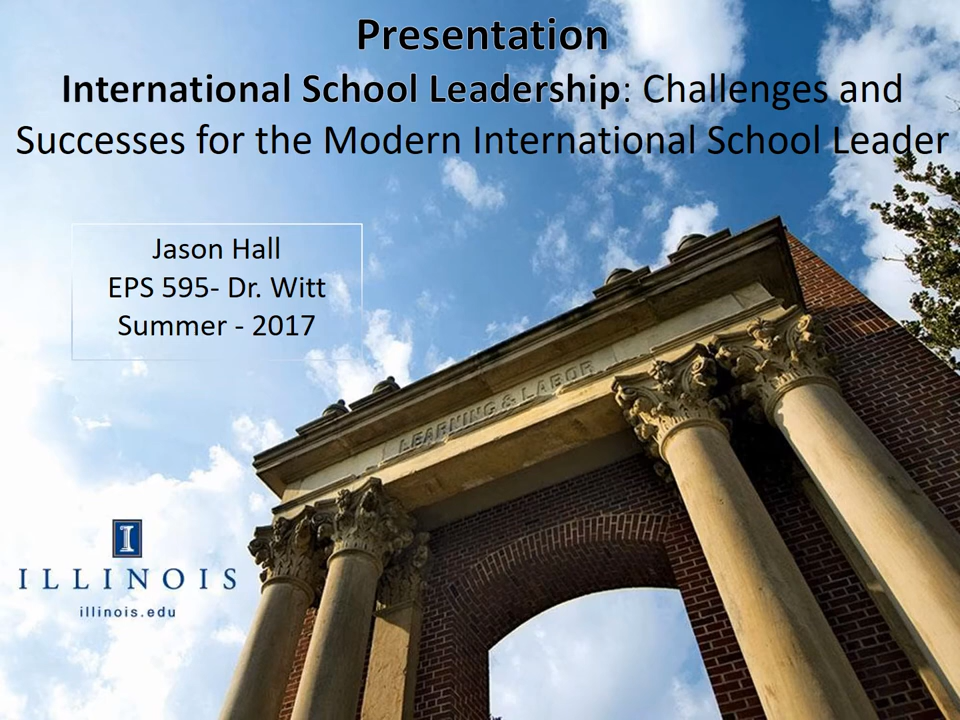 Presentation
International School Leadership: Challenges and
Successes for the Modern International School Leader
Jason Hall
EPS 595- Dr. Witt
Summer - 2017
LEARNING & LABOR
I
ILLINOIS
illinois.edu